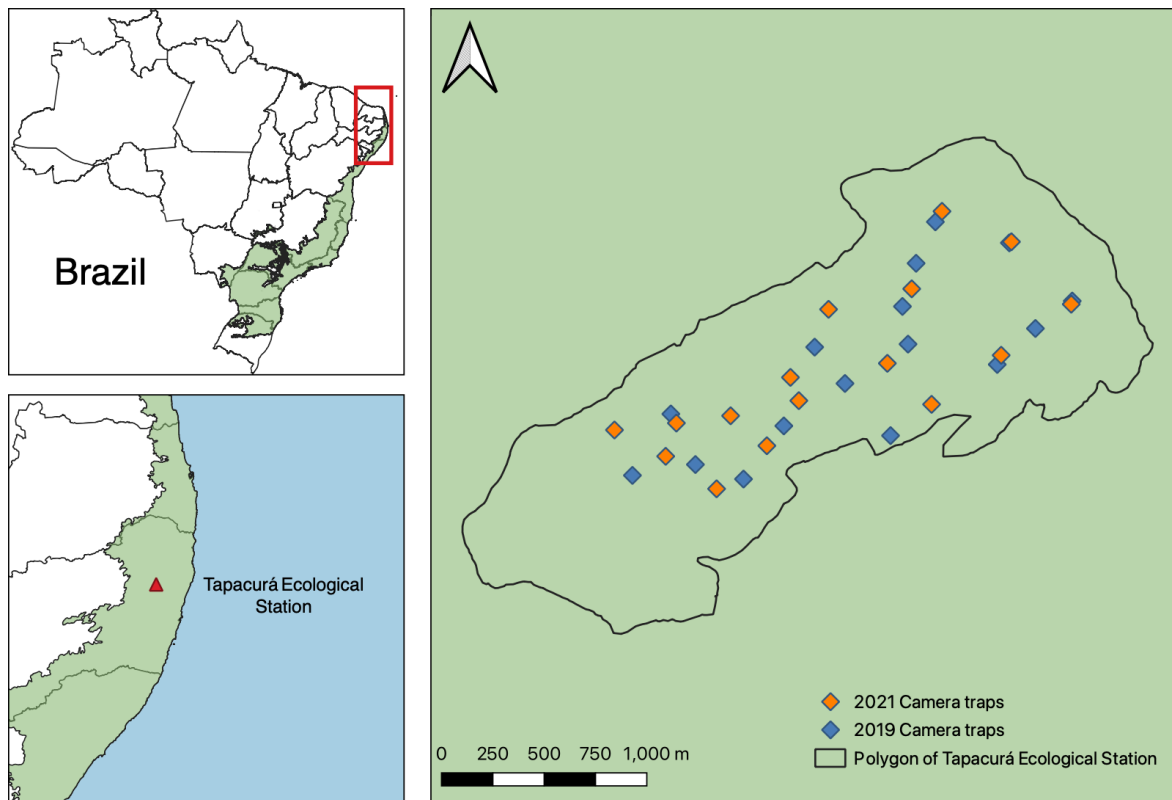 Brazil
Tapacurá Ecological
Station
2021 Camera traps
2019 Camera traps
Polygon of Tapacurá Ecological Station
0 250 500 750 1,000 m